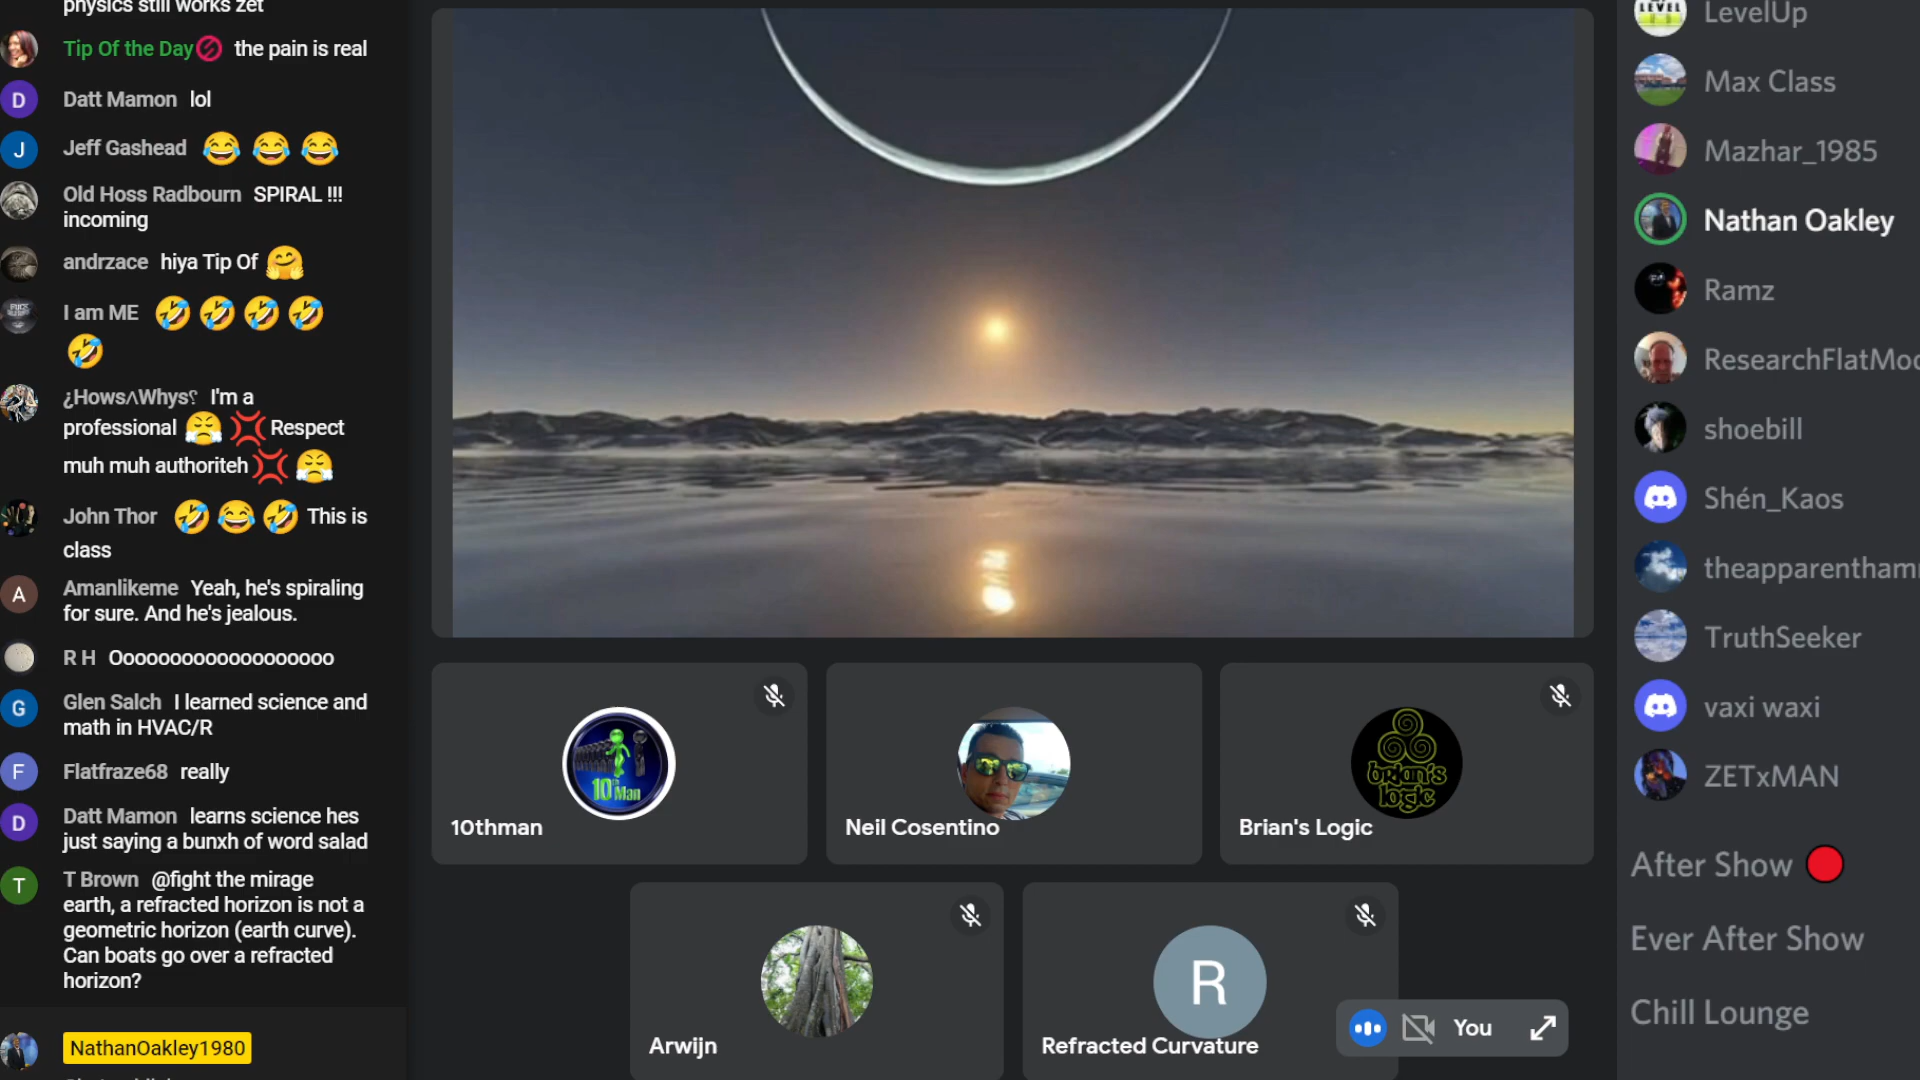 physics still works zet
Tip Of the Day the pain is real
Datt Mamon lol
Jeff Gashead 😂 😂 😂
Old Hoss Radbourn SPIRAL !!!
incoming
andrzace hiya Tip Of 🤗
I am ME 🤣 🤣 🤣 🤣
🤣
¿HowsɅWhys⸮ I'm a
professional 😤 💢 Respect
muh muh authoriteh 💢 😤
John Thor 🤣 😂 🤣 This is
class
Amanlikeme Yeah, he's spiraling
for sure. And he's jealous.
R H Oooooooooooooooooo
Glen Salch I learned science and
math in HVAC/R
Flatfraze68 really
Datt Mamon learns science hes
just saying a bunxh of word salad
T Brown @fight the mirage
earth, a refracted horizon is not a
geometric horizon (earth curve).
Can boats go over a refracted
horizon?
NathanOakley1980
10th
Man
10thman
Neil Cosentino
brian's
logic
Brian's Logic
Arwijn
R
Refracted Curvature
You
LEVEL
LevelUp
Max Class
Mazhar_1985
Nathan Oakley
Ramz
ResearchFlatMoo
shoebill
Shén_Kaos
theapparentham
TruthSeeker
vaxi waxi
ZETxMAN
After Show
Ever After Show
Chill Lounge
D
J
A
G
F
D
T